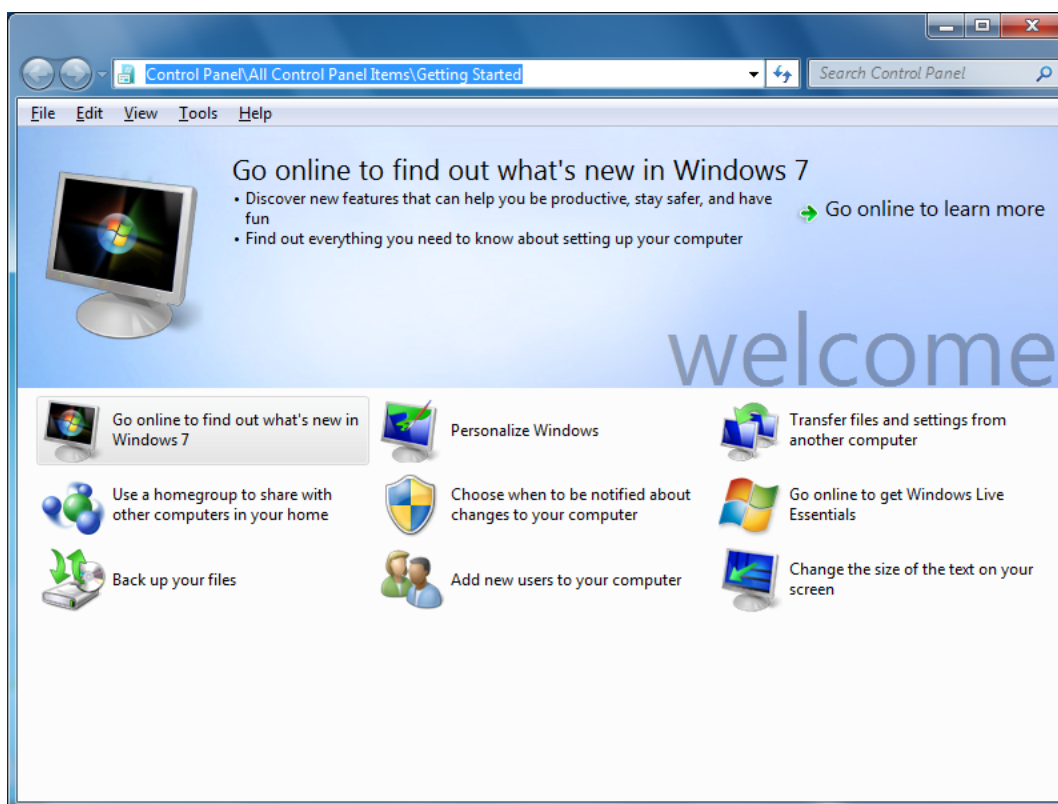 Control Panel\All Control Panel Items\Getting Started
Search Control Panel
File Edit View Tools Help
Go online to find out what's new in Windows 7
• Discover new features that can help you be productive, stay safer, and have
fun
• Find out everything you need to know about setting up your computer
Go online to learn more
welcome
Go online to find out what's new in
Windows 7
Personalize Windows
Transfer files and settings from
another computer
Use a homegroup to share with
other computers in your home
Choose when to be notified about
changes to your computer
Go online to get Windows Live
Essentials
Back up your files
Add new users to your computer
Change the size of the text on your
screen